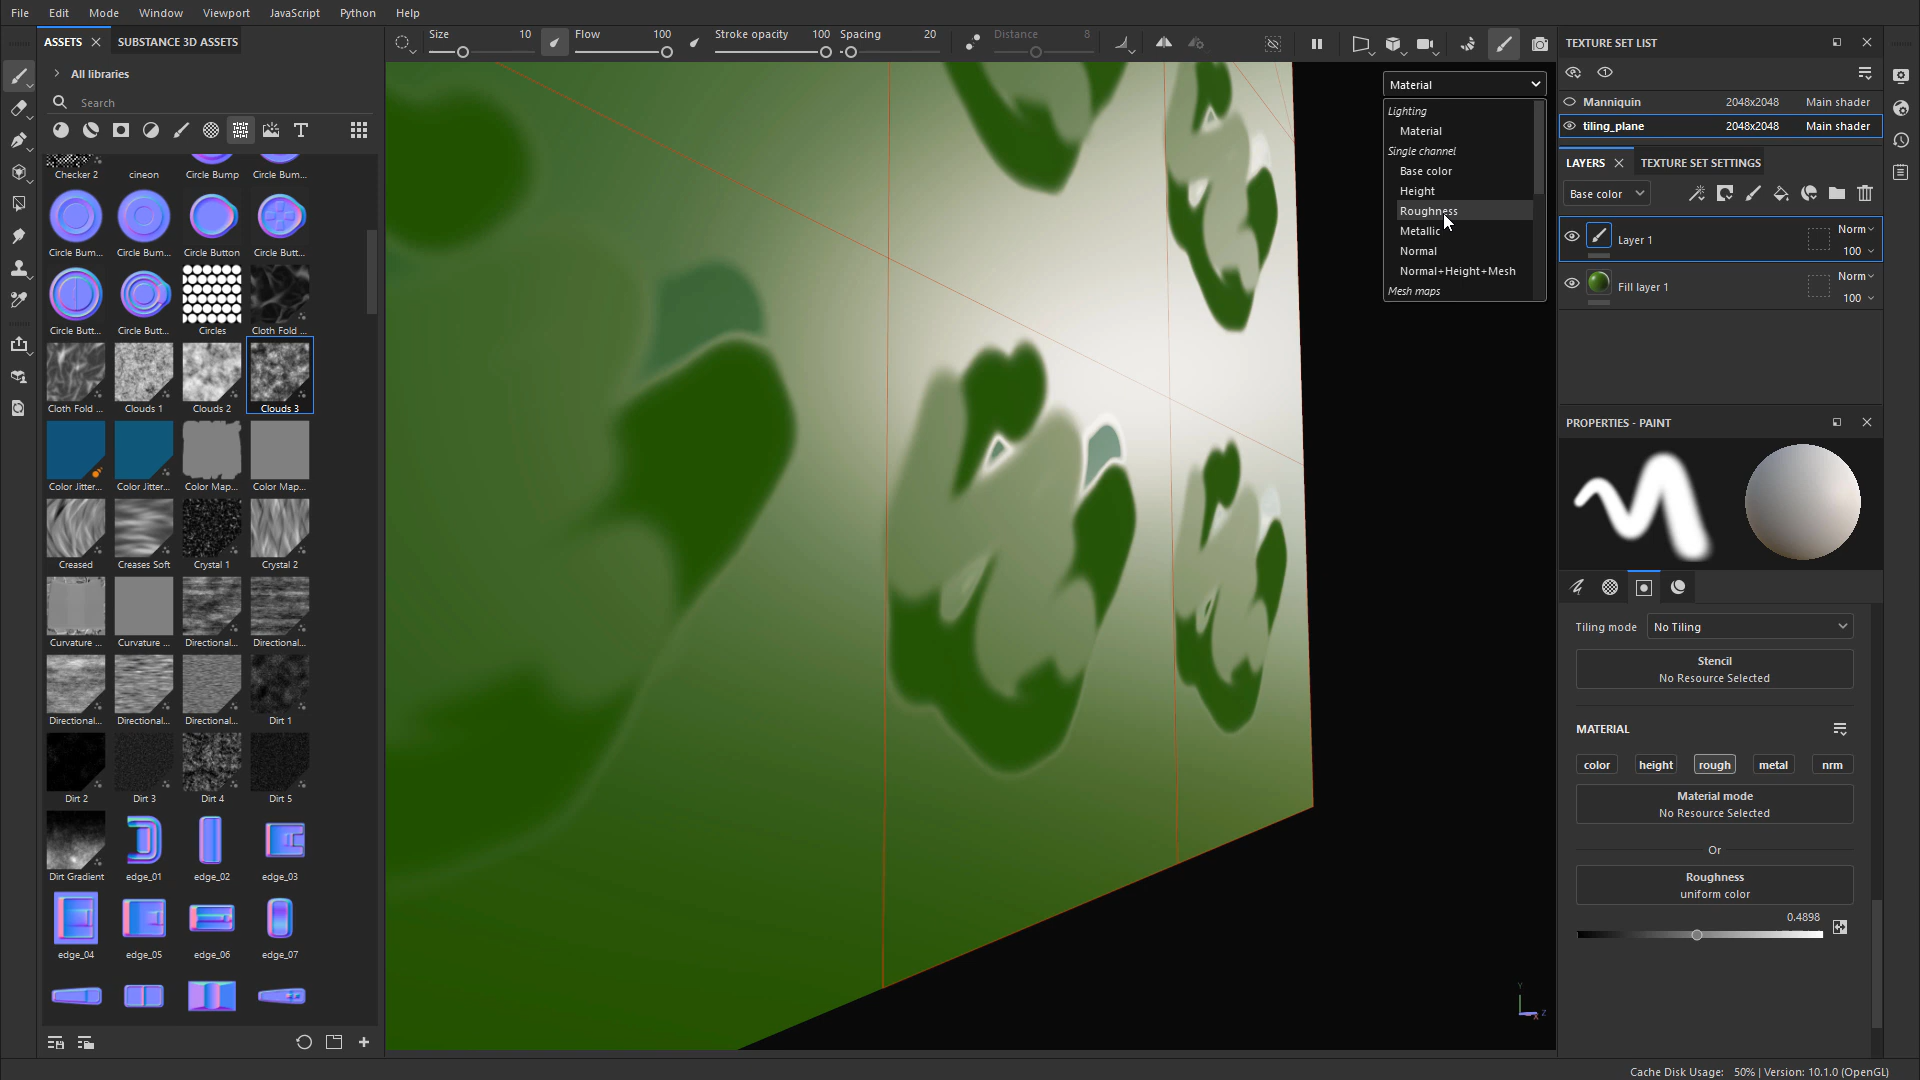 File Edit Mode Window Viewport JavaScript Python Help
ASSETS SUBSTANCE 3D ASSETS
Size 10 Flow 100 Stroke opacity 100 Spacing 20 Distance 8
All libraries
Search
Checker 2 cineon Circle Bump Circle Bum...
Circle Bum... Circle Bum... Circle Button Circle Butt...
Circle Butt... Circle But... Circles Cloth Fold ...
Cloth Fold ... Clouds 1 Clouds 2 Clouds 3
Color Jitter... Color Jitter... Color Map... Color Map...
Creased Creases Soft Crystal 1 Crystal 2
Curvature ... Curvature ... Directional... Directional...
Directional... Directional... Directional... Dirt 1
Dirt 2 Dirt 3 Dirt 4 Dirt 5
Dirt Gradient edge_01 edge_02 edge_03
edge_04 edge_05 edge_06 edge_07
Material
Lighting
Material
Single channel
Base color
Height
Roughness
Metallic
Normal
Normal+Height+Mesh
Mesh maps
Y
Z
X
TEXTURE SET LIST
Mannequin 2048x2048 Main shader
tiling_plane 2048x2048 Main shader
LAYERS TEXTURE SET SETTINGS
Base color
Layer 1 Norm
100
Fill layer 1 Norm
100
PROPERTIES - PAINT
Tiling mode No Tiling
Stencil
No Resource Selected
MATERIAL
color height rough metal nrm
Material mode
No Resource Selected
Or
Roughness
uniform color
0.4898
Cache Disk Usage: 50% | Version: 10.1.0 (OpenGL)